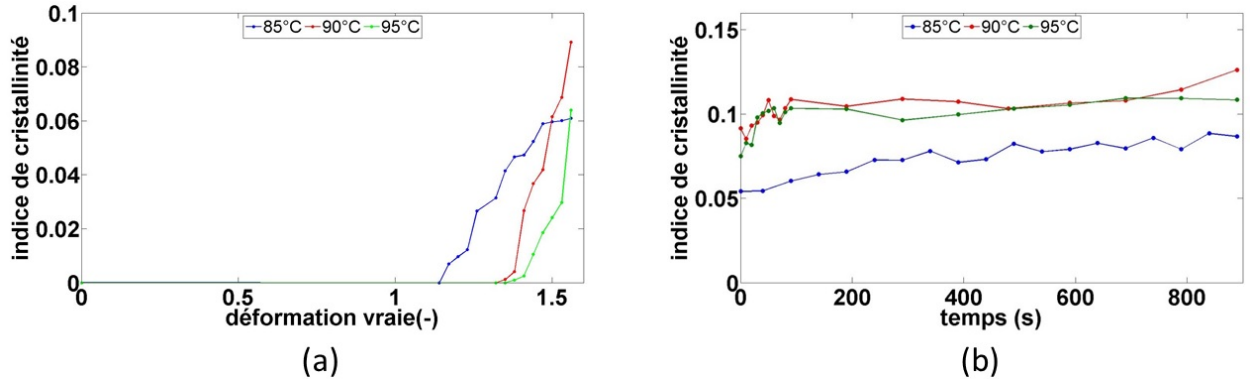 85°C 90°C 95°C
indice de cristallinité
0.1
0.08
0.06
0.04
0.02
0
0 0.5 1 1.5
déformation vraie(-)
(a)
85°C 90°C 95°C
indice de cristallinité
0.15
0.1
0.05
0
0 200 400 600 800
temps (s)
(b)